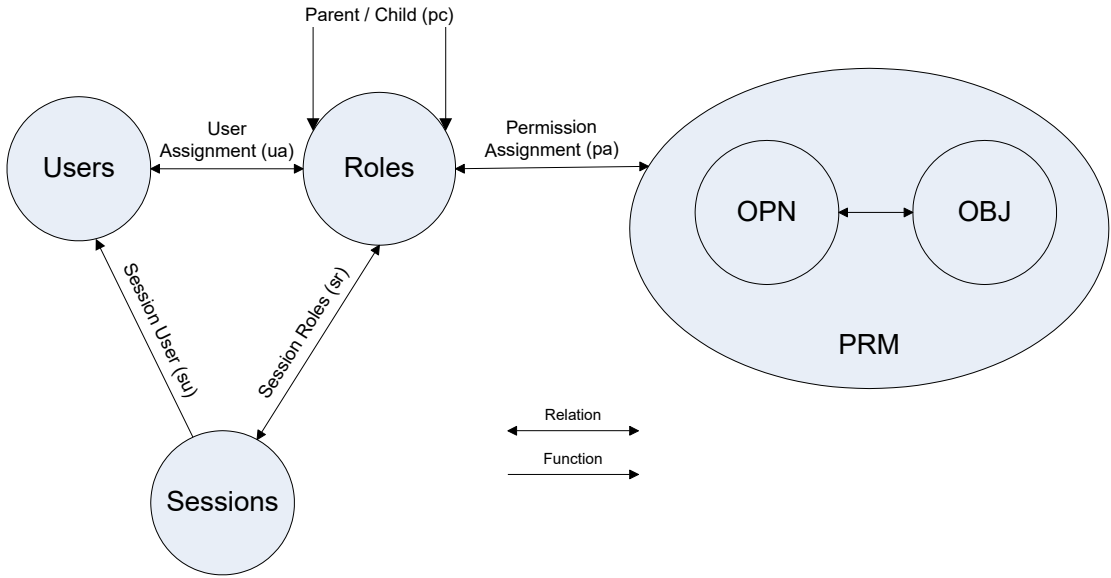 Parent / Child (pc)
User
Assignment (ua)
Permission
Assignment (pa)
Users
Roles
OPN
OBJ
Session User (su)
Session Roles (sr)
PRM
Relation
Function
Sessions